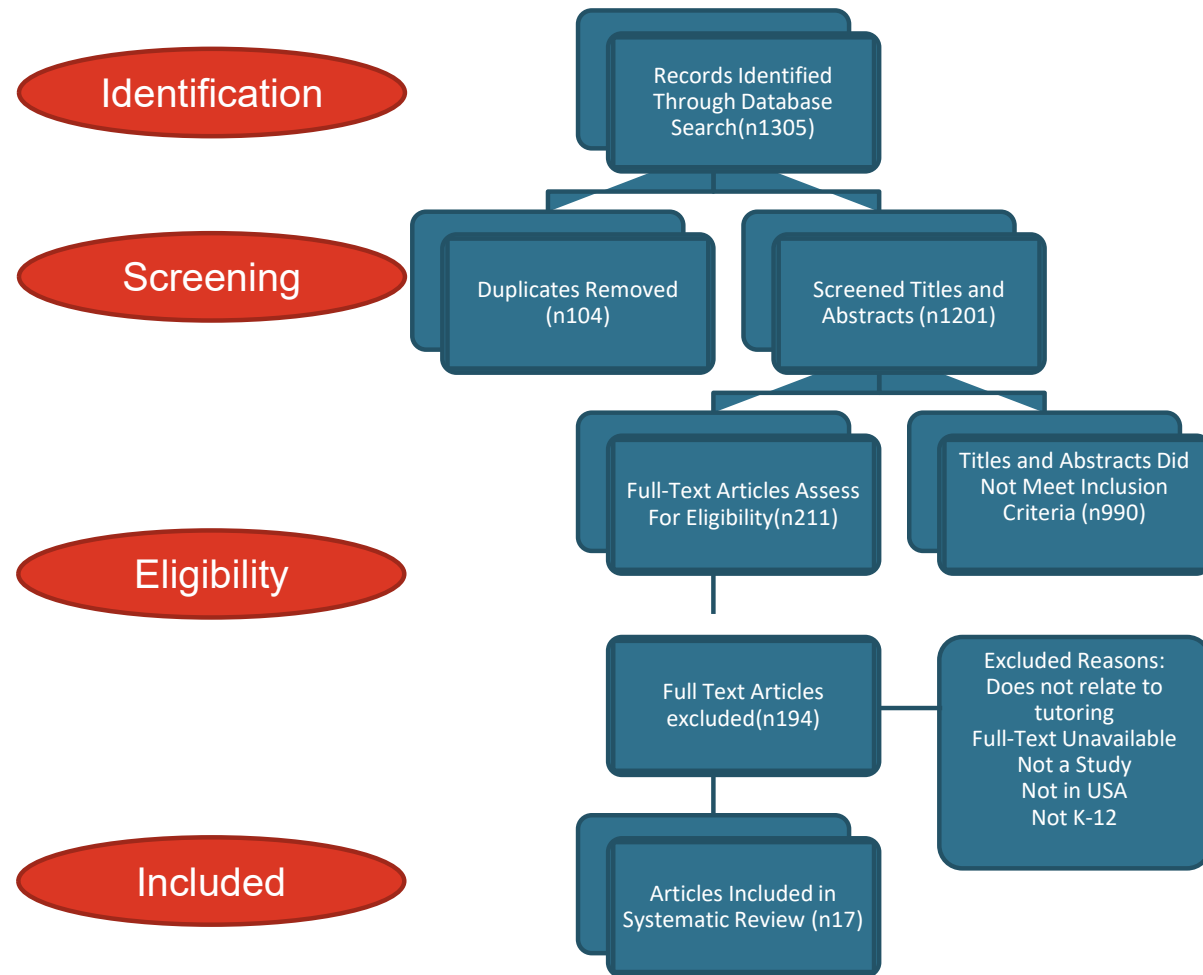 Identification
Records Identified
Through Database
Search(n1305)
Screening
Duplicates Removed
(n104)
Screened Titles and
Abstracts (n1201)
Eligibility
Full-Text Articles Assess
For Eligibility(n211)
Titles and Abstracts Did
Not Meet Inclusion
Criteria (n990)
Full Text Articles
excluded(n194)
Excluded Reasons:
Does not relate to
tutoring
Full-Text Unavailable
Not a Study
Not in USA
Not K-12
Included
Articles Included in
Systematic Review (n17)